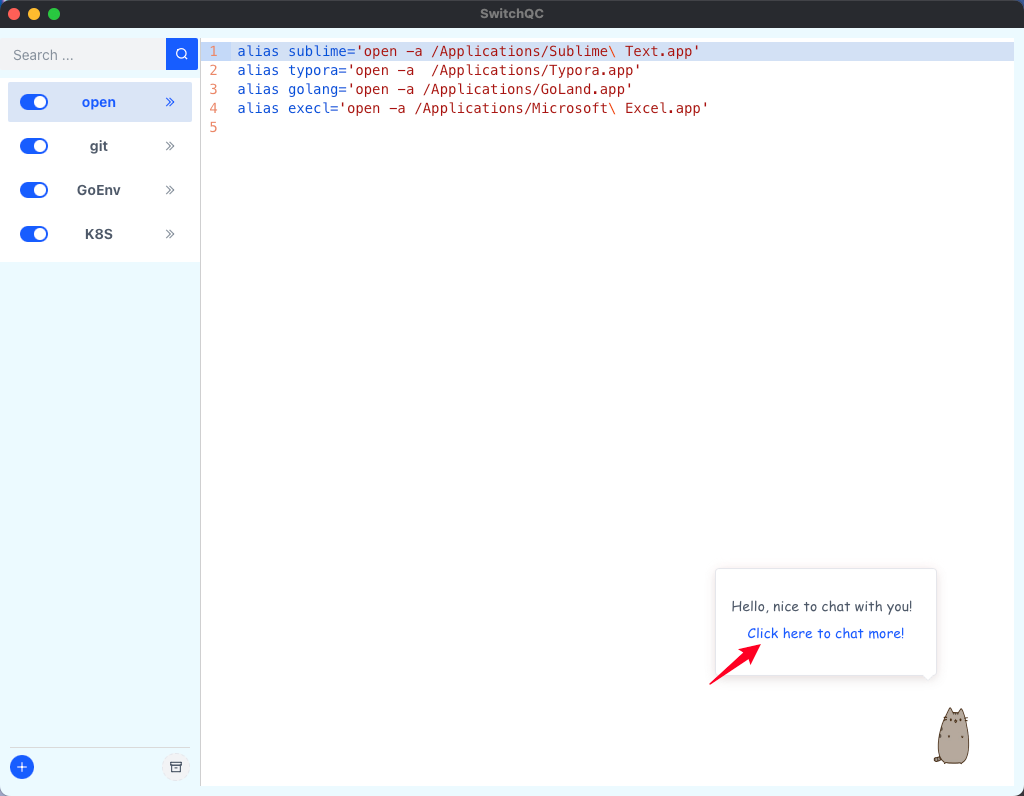 SwitchQC
Search ...
open
git
GoEnv
K8S
1 alias sublime='open -a /Applications/Sublime\ Text.app'
2 alias typora='open -a  /Applications/Typora.app'
3 alias golang='open -a /Applications/GoLand.app'
4 alias execl='open -a /Applications/Microsoft\ Excel.app'
5
Hello, nice to chat with you!
Click here to chat more!